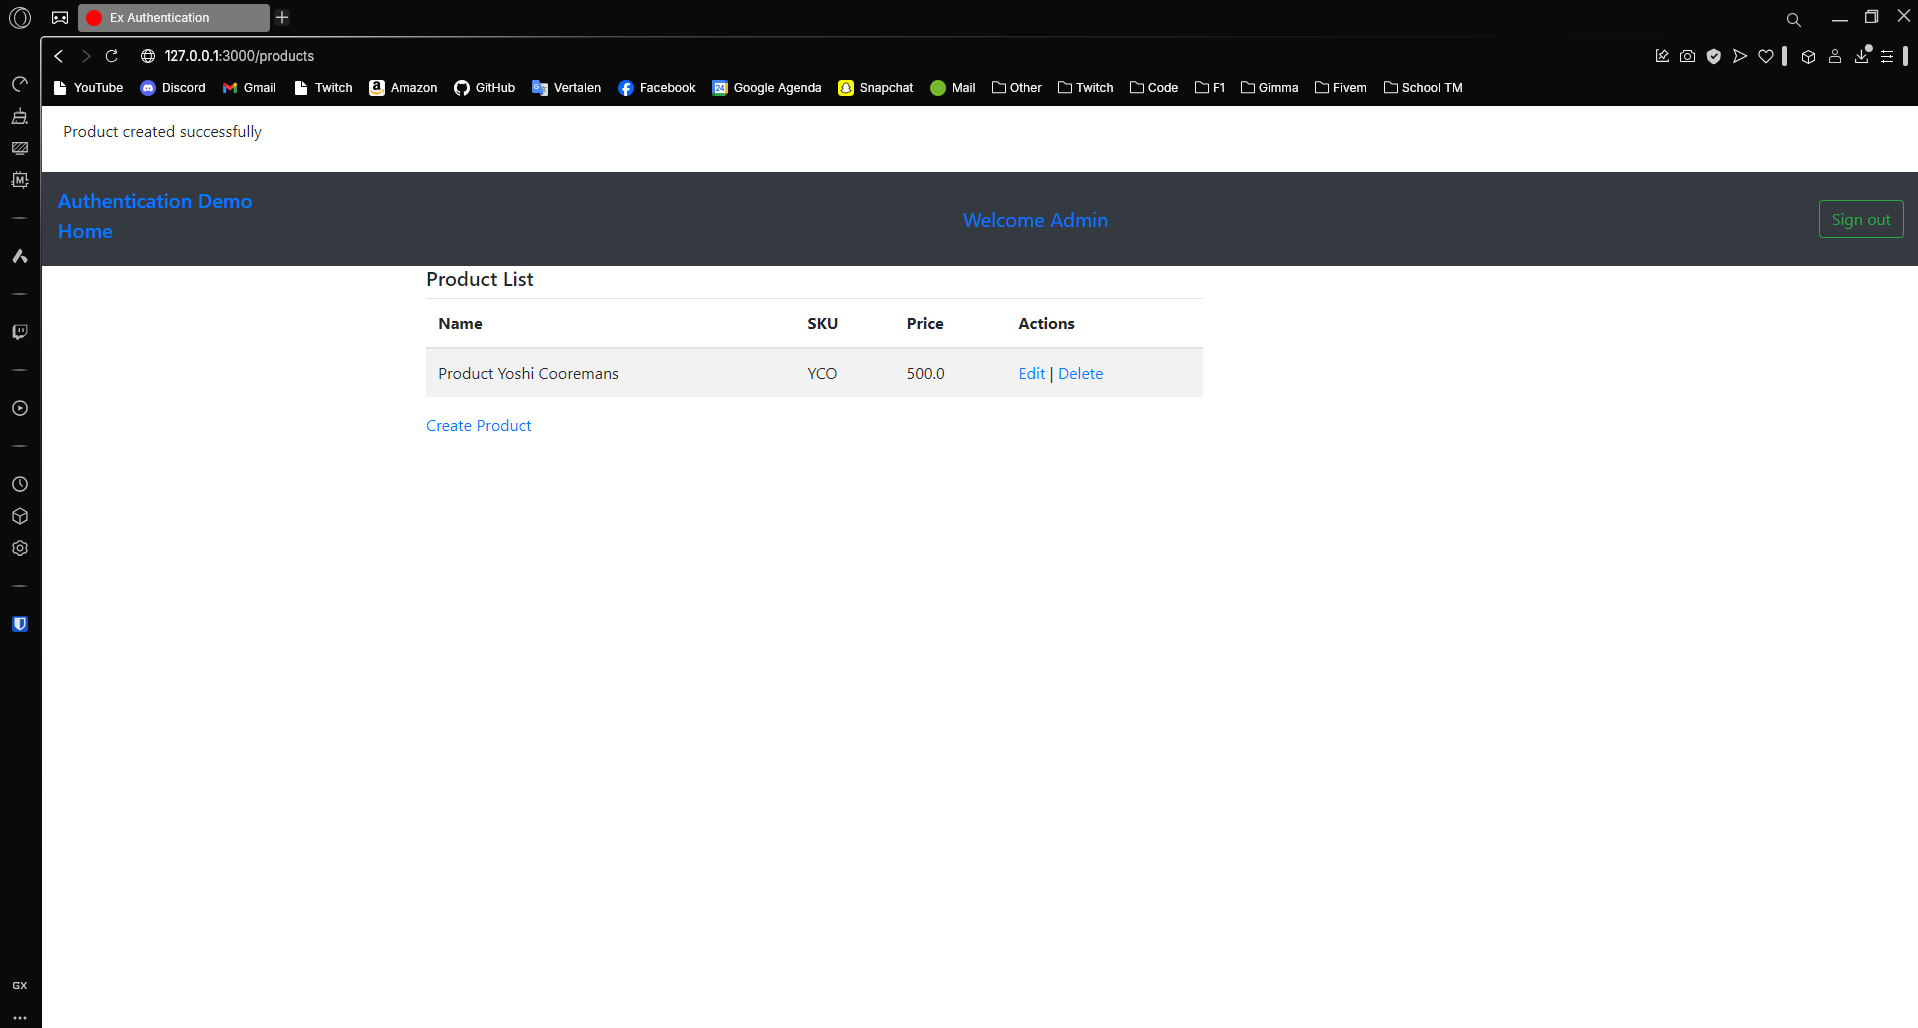 Ex Authentication
127.0.0.1:3000/products
YouTube Discord Gmail Twitch Amazon GitHub Vertalen Facebook Google Agenda Snapchat Mail Other Twitch Code F1 Gimma Fivem School TM
Product created successfully
Authentication Demo
Home
Welcome Admin
Sign out
Product List
Name SKU Price Actions
Product Yoshi Cooremans YCO 500.0 Edit | Delete
Create Product
GX